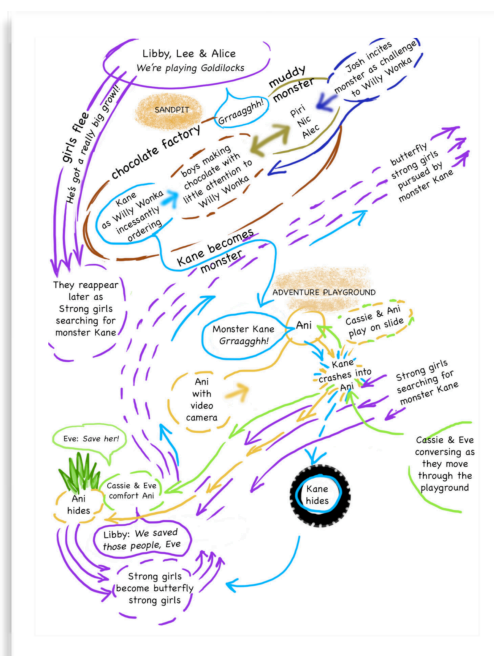 Libby, Lee & Alice
We're playing Goldilocks
girls flee
He's got a really big growl!
SANDPIT
Grraaagghh!
muddy
monster
Josh incites
monster as challenge
to Willy Wonka
Piri
Nic
Alec
chocolate factory
boys making
chocolate with
little attention to
Willy Wonka
Kane
as Willy Wonka
incessantly
ordering
butterfly
strong girls
pursued by
monster Kane
Kane becomes
monster
They reappear
later as
Strong girls
searching for
monster Kane
ADVENTURE PLAYGROUND
Monster Kane
Grraagghh!
Ani
Cassie & Ani
play on slide
Kane
crashes into
Ani
Strong girls
searching for
monster Kane
Ani
with
video
camera
Cassie & Eve
conversing as
they move
through the
playground
Eve: Save her!
Ani
hides
Cassie & Eve
comfort Ani
Kane
hides
Libby: We saved
those people, Eve
Strong girls
become butterfly
strong girls